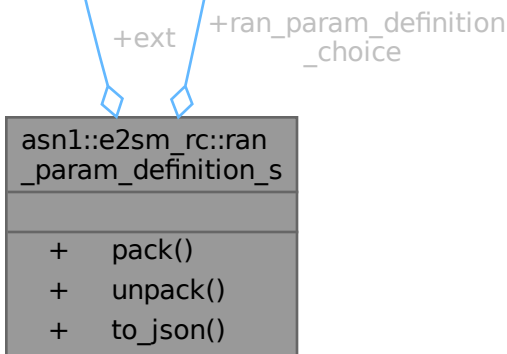 +ext
+ran_param_definition
_choice
asn1::e2sm_rc::ran
_param_definition_s
+ pack()
+ unpack()
+ to_json()